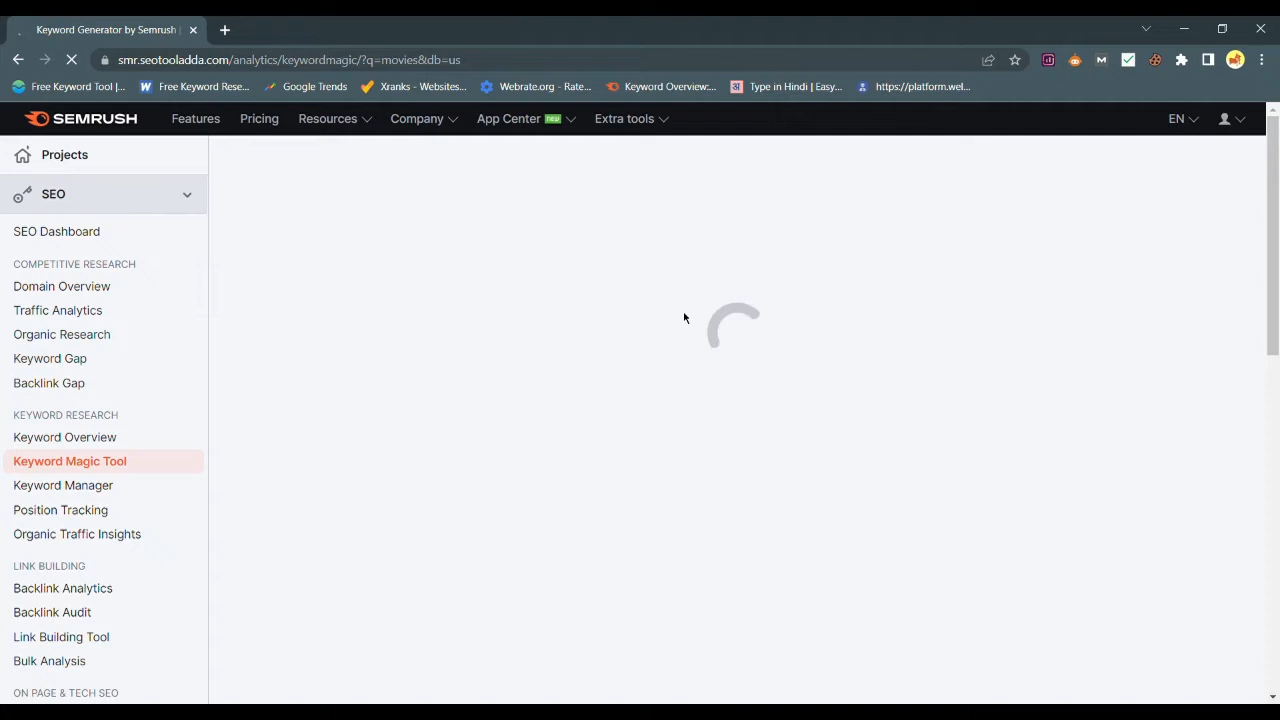 Keyword Generator by Semrush |
smr.seotooladda.com/analytics/keywordmagic/?q=movies&db=us
Free Keyword Tool |... Free Keyword Rese... Google Trends Xranks - Websites... Webrate.org - Rate... Keyword Overview:... Type in Hindi | Easy... https://platform.wel...
SEMRUSH Features Pricing Resources Company App Center new Extra tools EN
Projects
SEO
SEO Dashboard
COMPETITIVE RESEARCH
Domain Overview
Traffic Analytics
Organic Research
Keyword Gap
Backlink Gap
KEYWORD RESEARCH
Keyword Overview
Keyword Magic Tool
Keyword Manager
Position Tracking
Organic Traffic Insights
LINK BUILDING
Backlink Analytics
Backlink Audit
Link Building Tool
Bulk Analysis
ON PAGE & TECH SEO